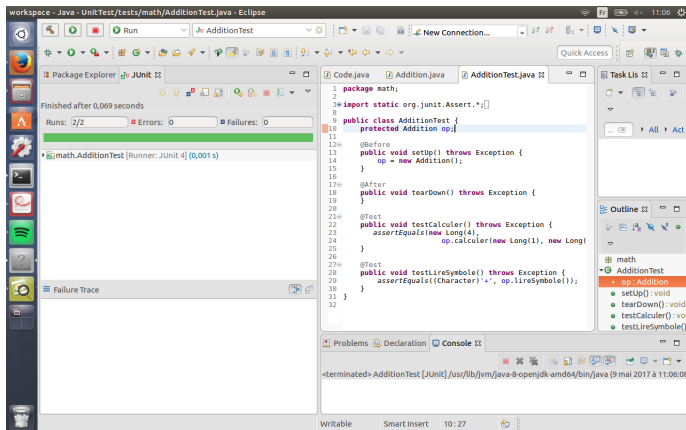 workspace - Java - UnitTest/tests/math/AdditionTest.java - Eclipse
Fr
11:06
Run
AdditionTest
New Connection...
Quick Access
Package Explorer
JUnit
Finished after 0,069 seconds
Runs: 2/2
Errors: 0
Failures: 0
math.AdditionTest [Runner: JUnit 4] (0,001 s)
Failure Trace
Code.java
Addition.java
AdditionTest.java
1 package math;
2
3 import static org.junit.Assert.*;
8
9 public class AdditionTest {
10 protected Addition op;
11
12 @Before
13 public void setUp() throws Exception {
14 op = new Addition();
15 }
16
17 @After
18 public void tearDown() throws Exception {
19 }
20
21 @Test
22 public void testCalculer() throws Exception {
23 assertEquals(new Long(4),
24 op.calculer(new Long(1), new Long(
25 }
26
27 @Test
28 public void testLireSymbole() throws Exception {
29 assertEquals((Character)'+', op.lireSymbole());
30 }
31 }
32
Task Lis
All
Act
Outline
math
AdditionTest
op : Addition
setUp() : void
tearDown() : void
testCalculer() : vo
testLireSymbole()
Problems
Declaration
Console
<terminated> AdditionTest [JUnit] /usr/lib/jvm/java-8-openjdk-amd64/bin/java (9 mai 2017 à 11:06:08
Writable
Smart Insert
10 : 27